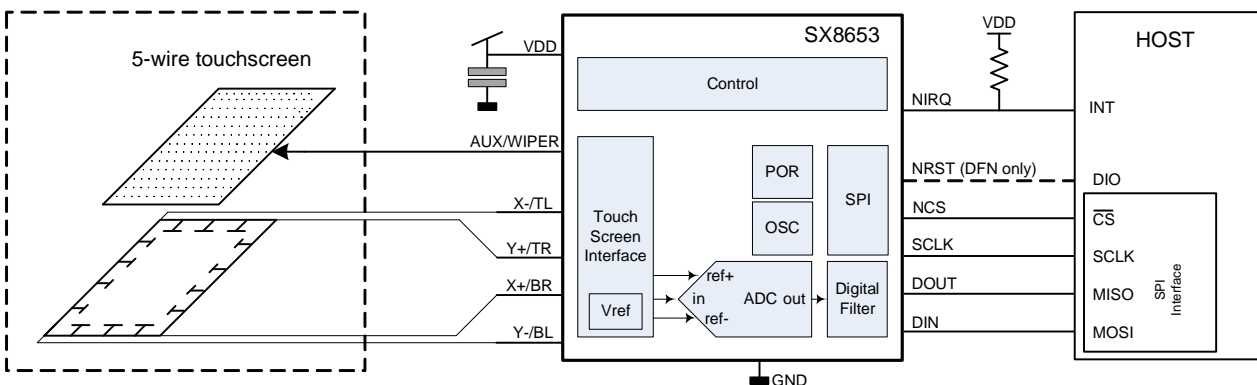 5-wire touchscreen
VDD
AUX/WIPER
X-/TL
Y+/TR
X+/BR
Y-/BL
SX8653
Control
Touch
Screen
Interface
Vref
POR
OSC
SPI
ref+
in
ref-
ADC out
Digital
Filter
GND
VDD
NIRQ
NRST (DFN only)
NCS
SCLK
DOUT
DIN
HOST
INT
DIO
CS
SCLK
MISO
MOSI
SPI
Interface